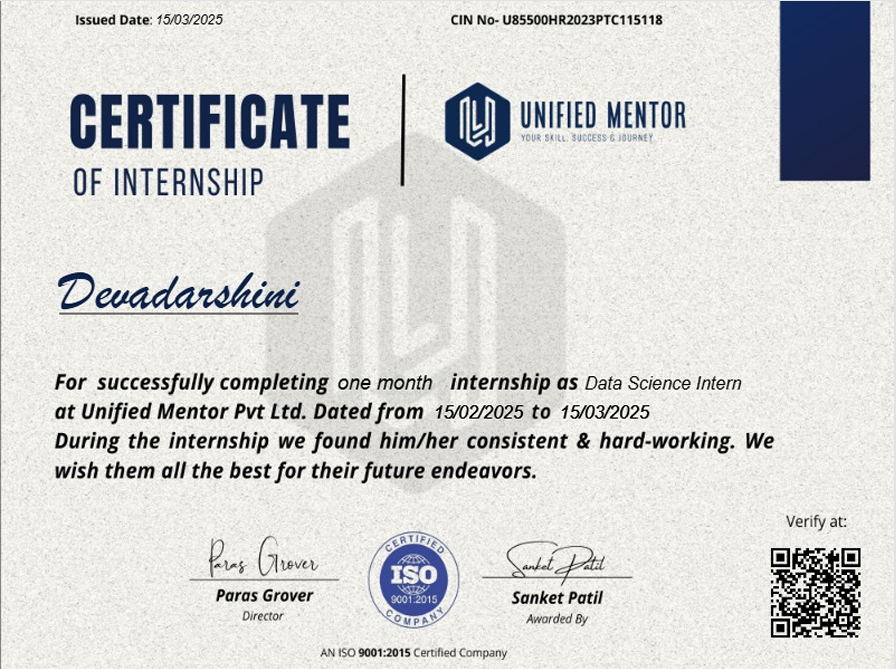 Issued Date: 15/03/2025
CIN No- U85500HR2023PTC115118
CERTIFICATE
OF INTERNSHIP
UNIFIED MENTOR
YOUR SKILL, SUCCESS & JOURNEY
Devadarshini
For successfully completing one month internship as Data Science Intern
at Unified Mentor Pvt Ltd. Dated from 15/02/2025 to 15/03/2025
During the internship we found him/her consistent & hard-working. We
wish them all the best for their future endeavors.
Verify at:
Paras Grover
Paras Grover
Director
CERTIFIED
ISO
9001:2015
COMPANY
Sanket Patil
Sanket Patil
Awarded By
AN ISO 9001:2015 Certified Company